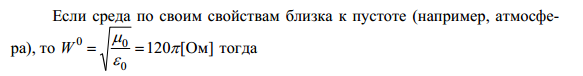 Если среда по своим свойствам близка к пустоте (например, атмосфе-
ра), то W⁰ = √(μ₀/ε₀) = 120π[Ом] тогда